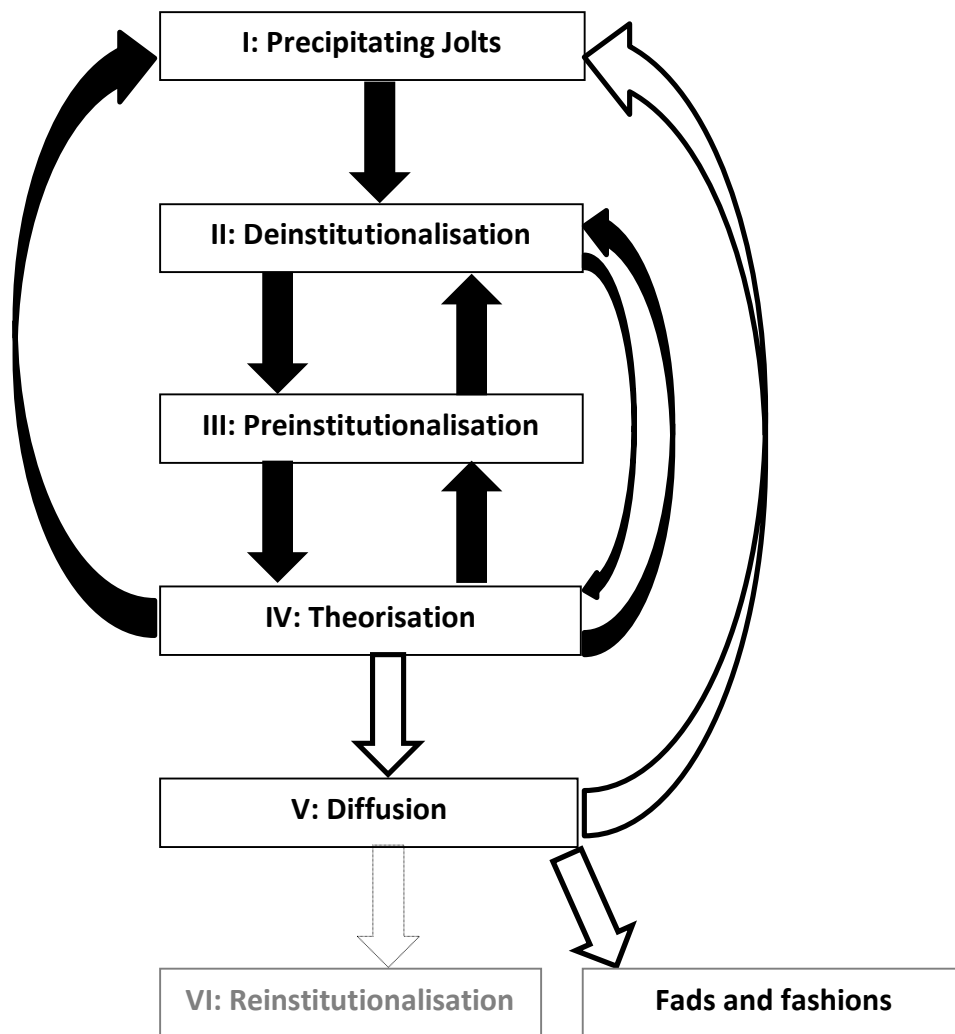 I: Precipitating Jolts
II: Deinstitutionalisation
III: Preinstitutionalisation
IV: Theorisation
V: Diffusion
VI: Reinstitutionalisation
Fads and fashions